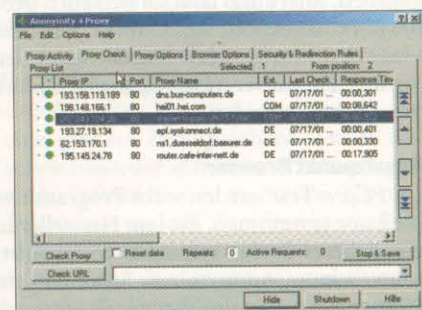 Anonymity 4 Proxy
File Edit Options Help
Proxy Activity Proxy Check Proxy Options Browser Options Security & Redirection Rules
Proxy List Selected: 1 From position: 2
Proxy IP Port Proxy Name Ext. Last Check Response Time
193.158.119.189 80 dns.bus-computers.de DE 07/17/01 ... 00:00,301
198.148.166.1 80 hei01.hei.com COM 07/17/01 ... 00:08,642
193.27.19.134 80 epl.syskonnect.de DE 07/17/01 ... 00:00,401
62.153.170.1 80 ns1.duesseldorf.baeurer.de DE 07/17/01 ... 00:00,330
195.145.24.78 80 router.cafe-inter-nett.de DE 07/17/01 ... 00:17,905
Check Proxy Reset data Repeats: 0 Active Requests: 0 Stop & Save
Check URL
Hide Shutdown Hilfe